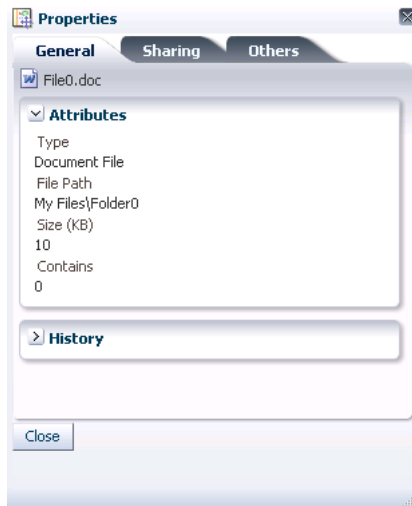 Properties
General Sharing Others
File0.doc
Attributes
Type
Document File
File Path
My Files\Folder0
Size (KB)
10
Contains
0
History
Close